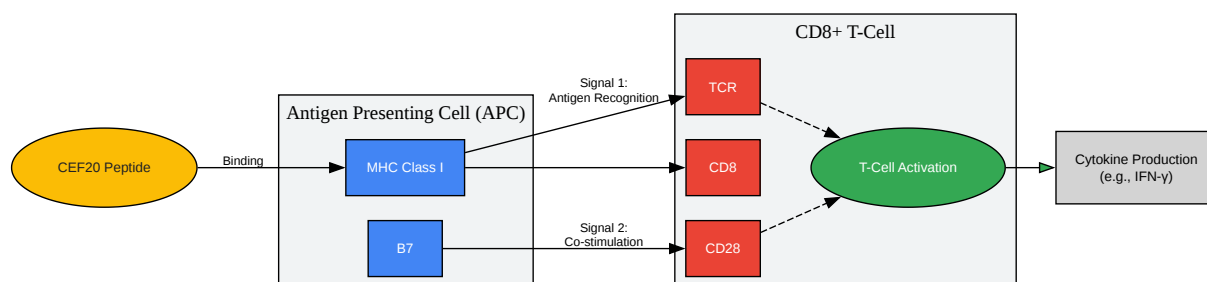 CD8+ T-Cell
Antigen Presenting Cell (APC)
CEF20 Peptide
Binding
MHC Class I
B7
Signal 1:
Antigen Recognition
Signal 2:
Co-stimulation
TCR
CD8
CD28
T-Cell Activation
Cytokine Production
(e.g., IFN-γ)